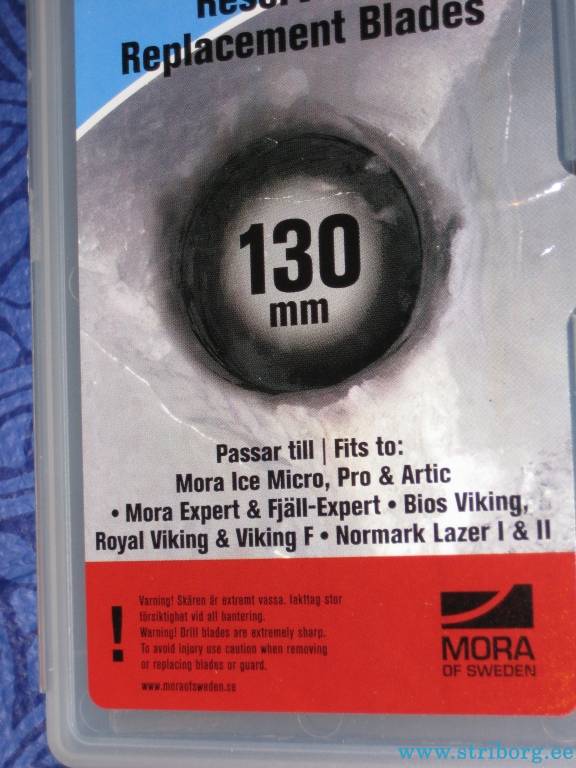 Replacement Blades
130
mm
Passar till | Fits to:
Mora Ice Micro, Pro & Artic
• Mora Expert & Fjäll-Expert • Bios Viking,
Royal Viking & Viking F • Normark Lazer I & II
!
Varning! Skären är extremt vassa. Iakttag stor
försiktighet vid all hantering.
Warning! Drill blades are extremely sharp.
To avoid injury use caution when removing
or replacing blades or guard.
www.moraofsweden.se
MORA
OF SWEDEN
www.striborg.ee